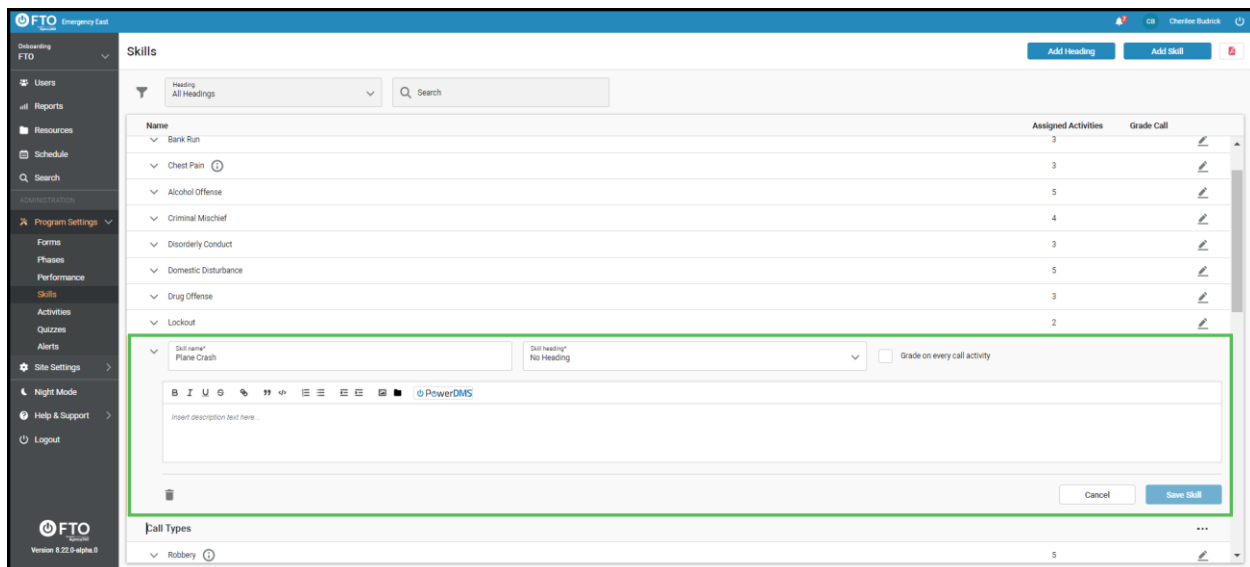 FTO Emergency East
2 CB Cherilee Budrick
Onboarding
FTO
Users
Reports
Resources
Schedule
Search
ADMINISTRATION
Program Settings
Forms
Phases
Performance
Skills
Activities
Quizzes
Alerts
Site Settings
Night Mode
Help & Support
Logout
FTO
Version 8.22.0-alpha.0
Skills
Add Heading Add Skill
Heading
All Headings
Search
Name Assigned Activities Grade Call
Bank Run 3
Chest Pain 3
Alcohol Offense 5
Criminal Mischief 4
Disorderly Conduct 3
Domestic Disturbance 5
Drug Offense 3
Lockout 2
Skill name* Skill heading*
Plane Crash No Heading Grade on every call activity
B I U S PowerDMS
Insert description text here...
Cancel Save Skill
Call Types
Robbery 5